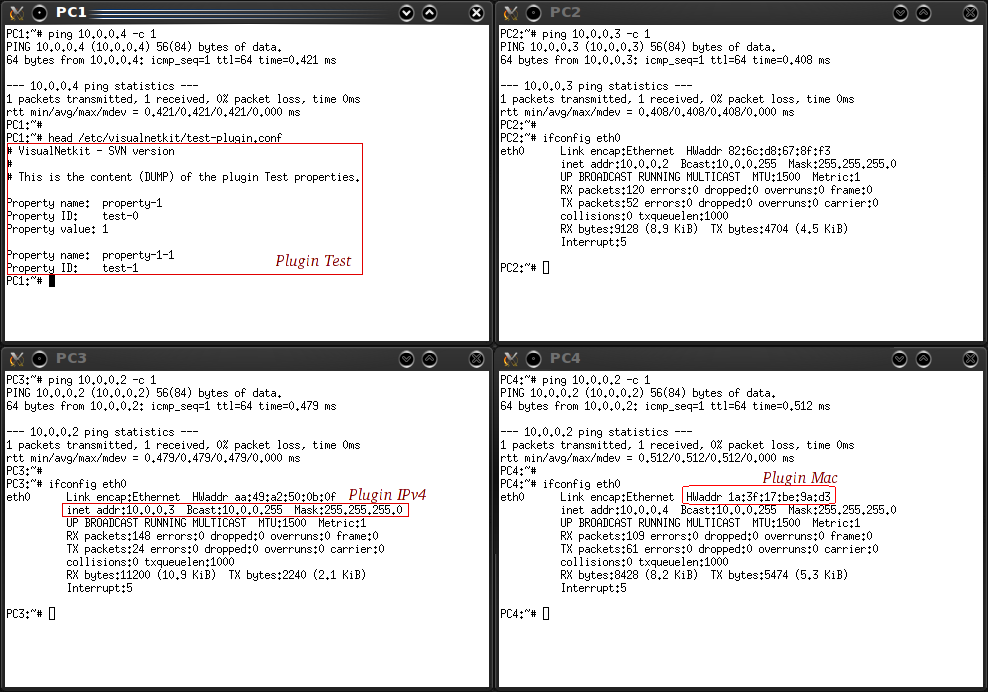 PC1
PC1:~# ping 10.0.0.4 -c 1
PING 10.0.0.4 (10.0.0.4) 56(84) bytes of data.
64 bytes from 10.0.0.4: icmp_seq=1 ttl=64 time=0.421 ms

--- 10.0.0.4 ping statistics ---
1 packets transmitted, 1 received, 0% packet loss, time 0ms
rtt min/avg/max/mdev = 0.421/0.421/0.421/0.000 ms
PC1:~#
PC1:~# head /etc/visualnetkit/test-plugin.conf
# VisualNetkit - SVN version
#
# This is the content (DUMP) of the plugin Test properties.

Property name:  property-1
Property ID:    test-0
Property value: 1

Property name:  property-1-1
Property ID:    test-1
Plugin Test
PC1:~#
PC2
PC2:~# ping 10.0.0.3 -c 1
PING 10.0.0.3 (10.0.0.3) 56(84) bytes of data.
64 bytes from 10.0.0.3: icmp_seq=1 ttl=64 time=0.408 ms

--- 10.0.0.3 ping statistics ---
1 packets transmitted, 1 received, 0% packet loss, time 0ms
rtt min/avg/max/mdev = 0.408/0.408/0.408/0.000 ms
PC2:~#
PC2:~# ifconfig eth0
eth0      Link encap:Ethernet  HWaddr 82:6c:d8:67:8f:f3
          inet addr:10.0.0.2  Bcast:10.0.0.255  Mask:255.255.255.0
          UP BROADCAST RUNNING MULTICAST  MTU:1500  Metric:1
          RX packets:120 errors:0 dropped:0 overruns:0 frame:0
          TX packets:52 errors:0 dropped:0 overruns:0 carrier:0
          collisions:0 txqueuelen:1000
          RX bytes:9128 (8.9 KiB)  TX bytes:4704 (4.5 KiB)
          Interrupt:5

PC2:~#
PC3
PC3:~# ping 10.0.0.2 -c 1
PING 10.0.0.2 (10.0.0.2) 56(84) bytes of data.
64 bytes from 10.0.0.2: icmp_seq=1 ttl=64 time=0.479 ms

--- 10.0.0.2 ping statistics ---
1 packets transmitted, 1 received, 0% packet loss, time 0ms
rtt min/avg/max/mdev = 0.479/0.479/0.479/0.000 ms
PC3:~#
PC3:~# ifconfig eth0
eth0      Link encap:Ethernet  HWaddr aa:49:a2:50:0b:0f  Plugin IPv4
          inet addr:10.0.0.3  Bcast:10.0.0.255  Mask:255.255.255.0
          UP BROADCAST RUNNING MULTICAST  MTU:1500  Metric:1
          RX packets:148 errors:0 dropped:0 overruns:0 frame:0
          TX packets:24 errors:0 dropped:0 overruns:0 carrier:0
          collisions:0 txqueuelen:1000
          RX bytes:11200 (10.9 KiB)  TX bytes:2240 (2.1 KiB)
          Interrupt:5

PC3:~#
PC4
PC4:~# ping 10.0.0.2 -c 1
PING 10.0.0.2 (10.0.0.2) 56(84) bytes of data.
64 bytes from 10.0.0.2: icmp_seq=1 ttl=64 time=0.512 ms

--- 10.0.0.2 ping statistics ---
1 packets transmitted, 1 received, 0% packet loss, time 0ms
rtt min/avg/max/mdev = 0.512/0.512/0.512/0.000 ms
PC4:~#
Plugin Mac
PC4:~# ifconfig eth0
eth0      Link encap:Ethernet  HWaddr 1a:3f:17:be:9a:d3
          inet addr:10.0.0.4  Bcast:10.0.0.255  Mask:255.255.255.0
          UP BROADCAST RUNNING MULTICAST  MTU:1500  Metric:1
          RX packets:109 errors:0 dropped:0 overruns:0 frame:0
          TX packets:61 errors:0 dropped:0 overruns:0 carrier:0
          collisions:0 txqueuelen:1000
          RX bytes:8428 (8.2 KiB)  TX bytes:5474 (5.3 KiB)
          Interrupt:5

PC4:~#